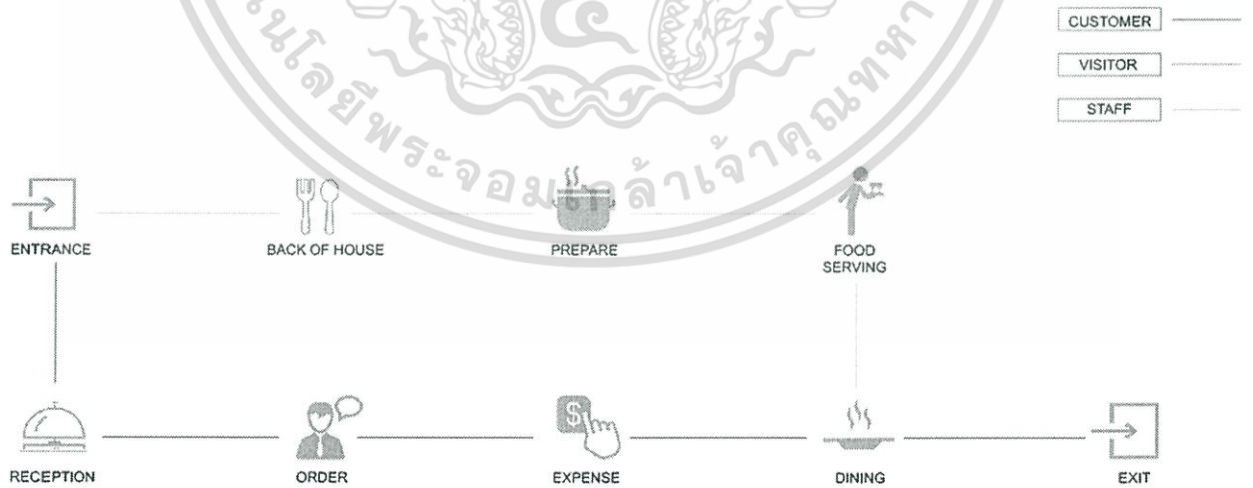 CUSTOMER
VISITOR
STAFF
ENTRANCE
BACK OF HOUSE
PREPARE
FOOD
SERVING
RECEPTION
ORDER
$
EXPENSE
DINING
EXIT